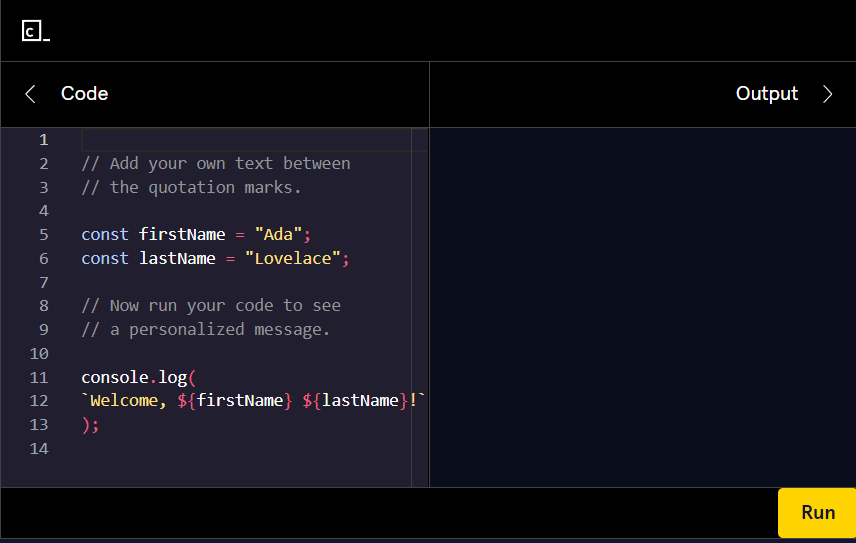 c_
Code
Output
1
2 // Add your own text between
3 // the quotation marks.
4
5 const firstName = "Ada";
6 const lastName = "Lovelace";
7
8 // Now run your code to see
9 // a personalized message.
10
11 console.log(
12 `Welcome, ${firstName} ${lastName}!`
13 );
14
Run